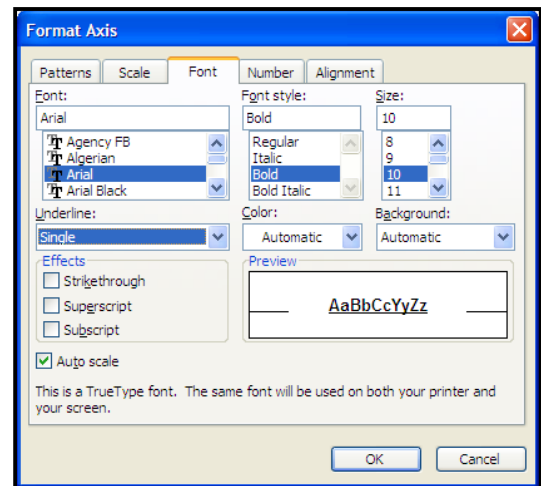 Format Axis
Patterns Scale Font Number Alignment
Font: Font style: Size:
Arial Bold 10
Agency FB Regular 8
Algerian Italic 9
Arial Bold 10
Arial Black Bold Italic 11
Underline: Color: Background:
Single Automatic Automatic
Effects Preview
Strikethrough
Superscript AaBbCcYyZz
Subscript
Auto scale
This is a TrueType font. The same font will be used on both your printer and
your screen.
OK Cancel